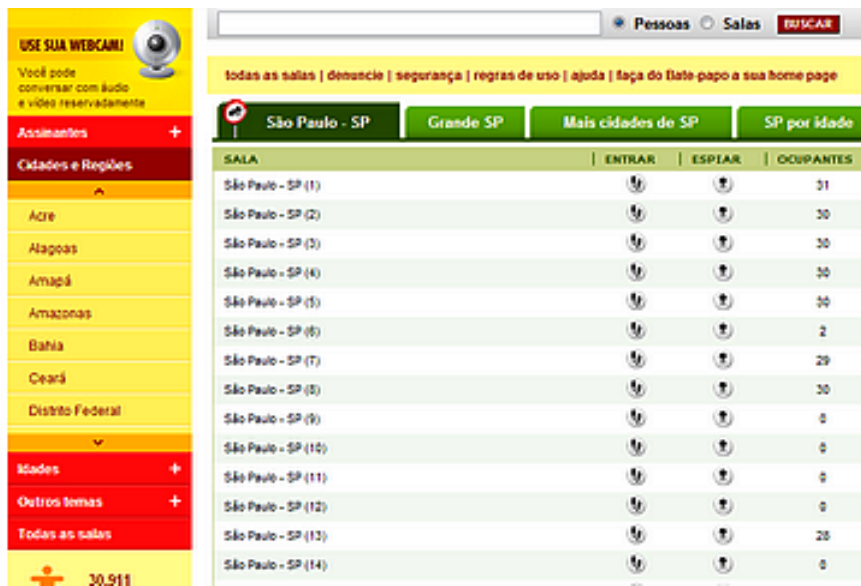 USE SUA WEBCAM!
Você pode
conversar com áudio
e vídeo reservadamente
Assinantes +
Cidades e Regiões
Acre
Alagoas
Amapá
Amazonas
Bahia
Ceará
Distrito Federal
Idades +
Outros temas +
Todas as salas
30.911
Pessoas Salas BUSCAR
todas as salas | denuncie | segurança | regras de uso | ajuda | faça do Bate-papo a sua home page
São Paulo - SP Grande SP Mais cidades de SP SP por idade
SALA | ENTRAR | ESPIAR | OCUPANTES
São Paulo - SP (1) 31
São Paulo - SP (2) 30
São Paulo - SP (3) 30
São Paulo - SP (4) 30
São Paulo - SP (5) 30
São Paulo - SP (6) 2
São Paulo - SP (7) 29
São Paulo - SP (8) 30
São Paulo - SP (9) 0
São Paulo - SP (10) 0
São Paulo - SP (11) 0
São Paulo - SP (12) 0
São Paulo - SP (13) 28
São Paulo - SP (14) 0